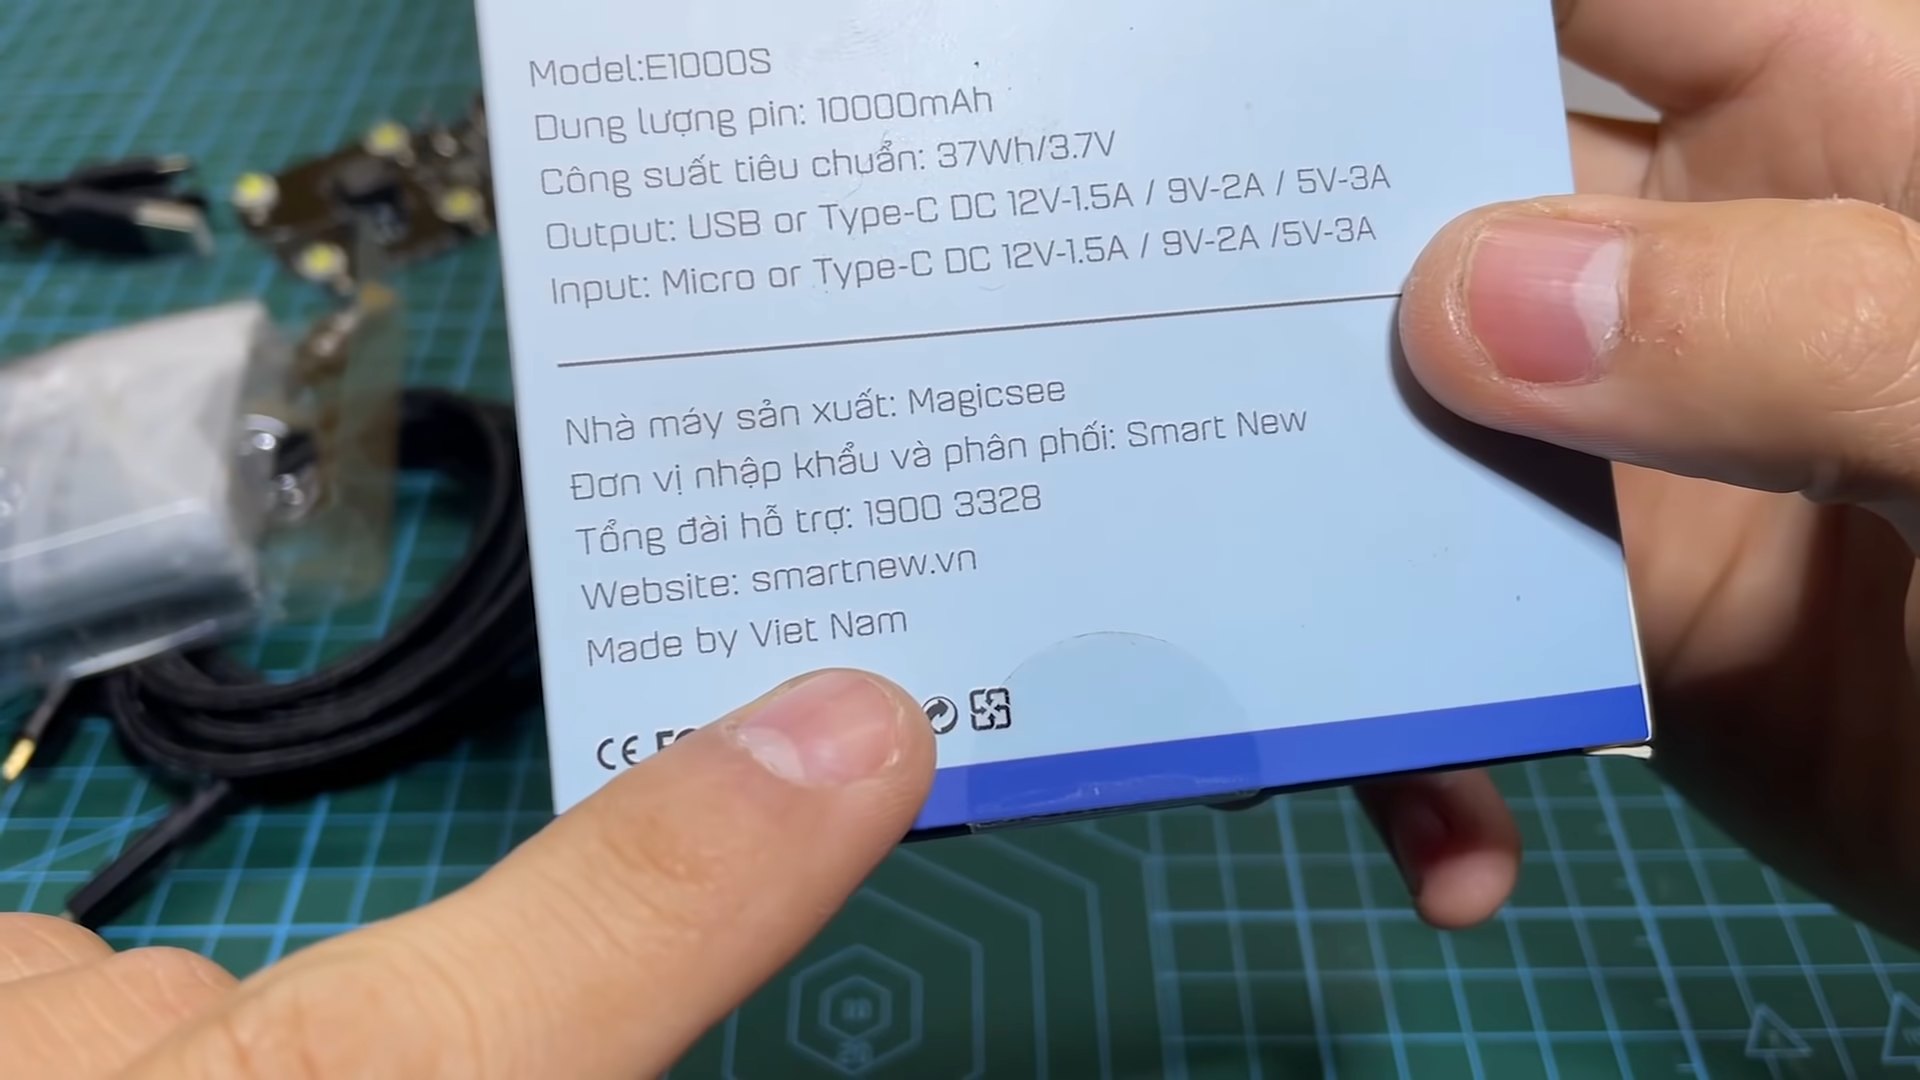 Model:E1000S
Dung lượng pin: 10000mAh
Công suất tiêu chuẩn: 37Wh/3.7V
Output: USB or Type-C DC 12V-1.5A / 9V-2A / 5V-3A
Input: Micro or Type-C DC 12V-1.5A / 9V-2A /5V-3A
Nhà máy sản xuất: Magicsee
Đơn vị nhập khẩu và phân phối: Smart New
Tổng đài hỗ trợ: 1900 3328
Website: smartnew.vn
Made by Viet Nam
CE